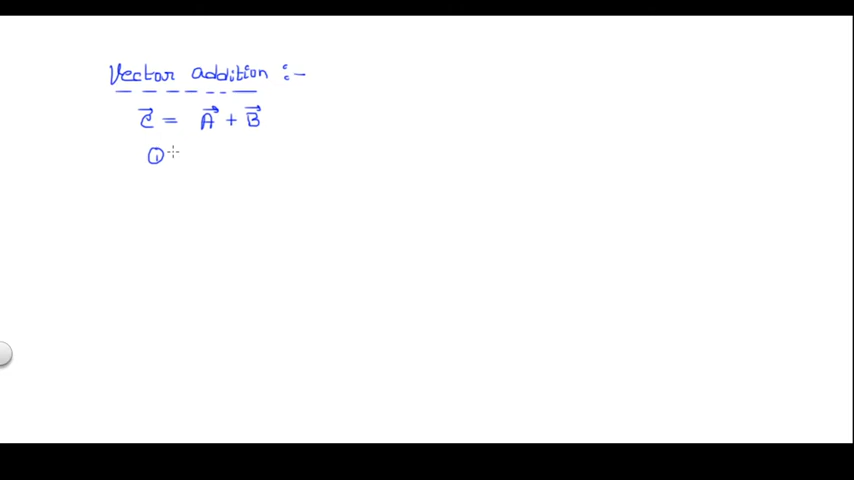 Vector addition :-
C⃗ = A⃗ + B⃗
①